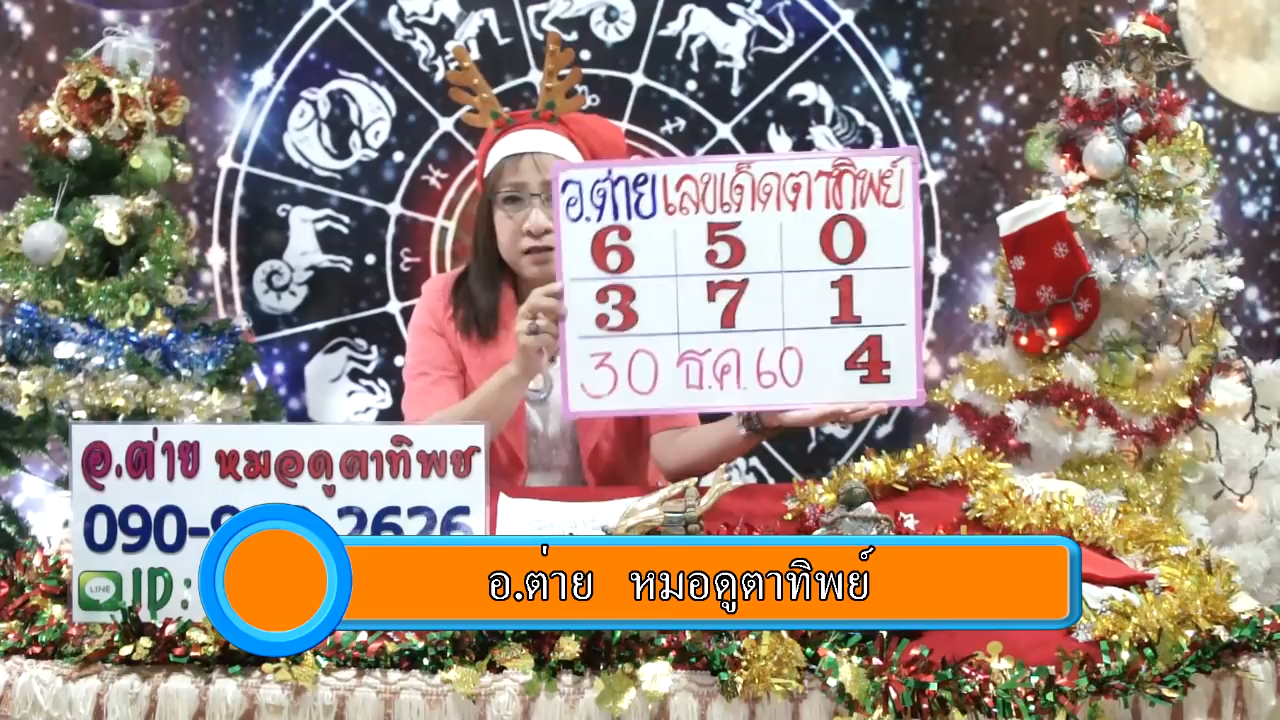 อ.ต่าย เลขเด็ดตาทิพย์
6 5 0
3 7 1
30 ธ.ค. 60 4
อ.ต่าย หมอดูตาทิพย์
090- 2626
LINE ID :
อ.ต่าย หมอดูตาทิพย์